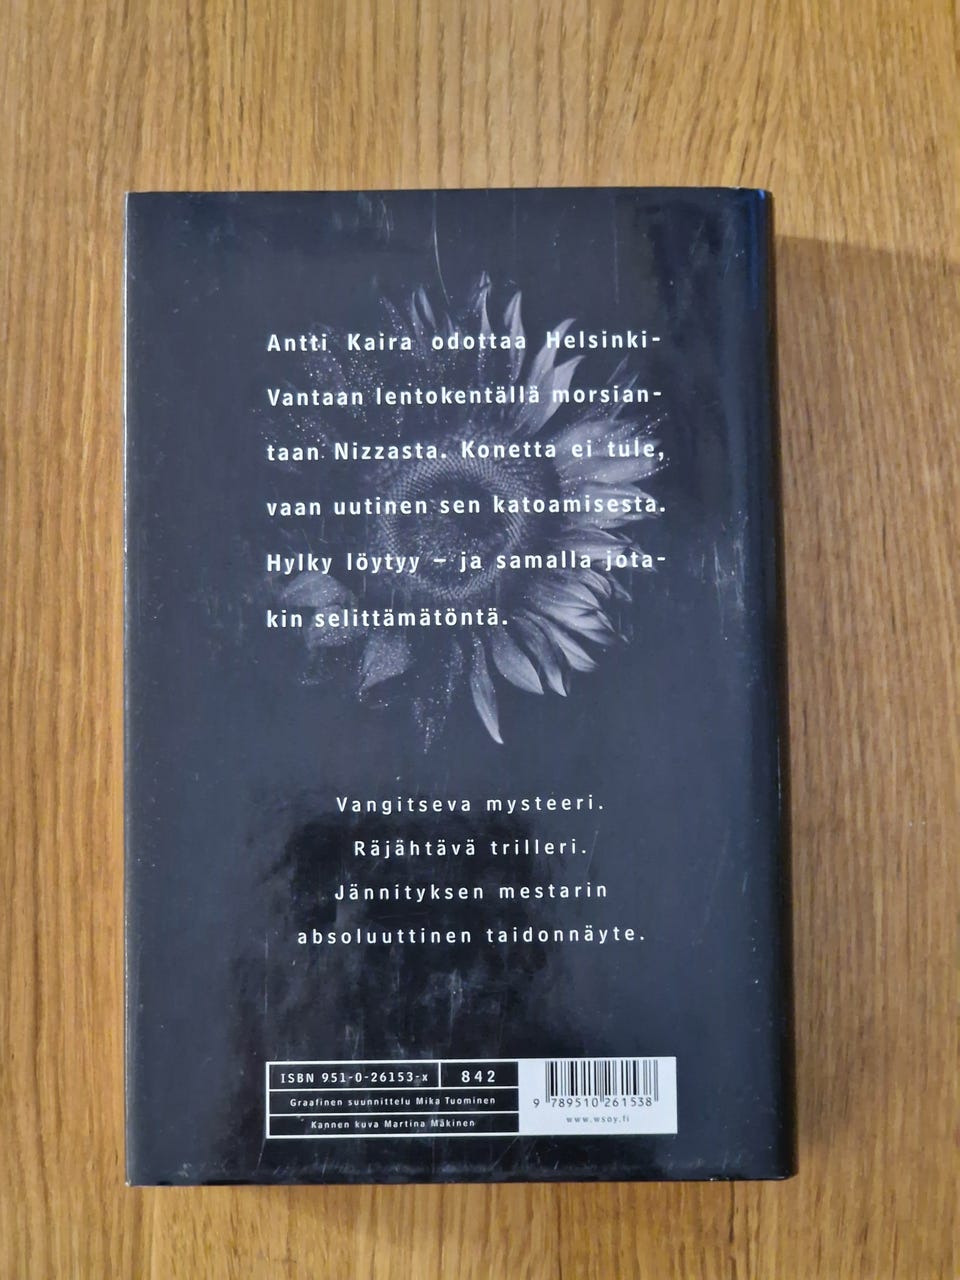 Antti Kaira odottaa Helsinki-
Vantaan lentokentällä morsian-
taan Nizzasta. Konetta ei tule,
vaan uutinen sen katoamisesta.
Hylky löytyy – ja samalla jota-
kin selittämätöntä.
Vangitseva mysteeri.
Räjähtävä trilleri.
Jännityksen mestarin
absoluuttinen taidonnäyte.
ISBN 951-0-26153-x 842
Graafinen suunnittelu Mika Tuominen
Kannen kuva Martina Mäkinen
9 789510 261538
www.wsoy.fi